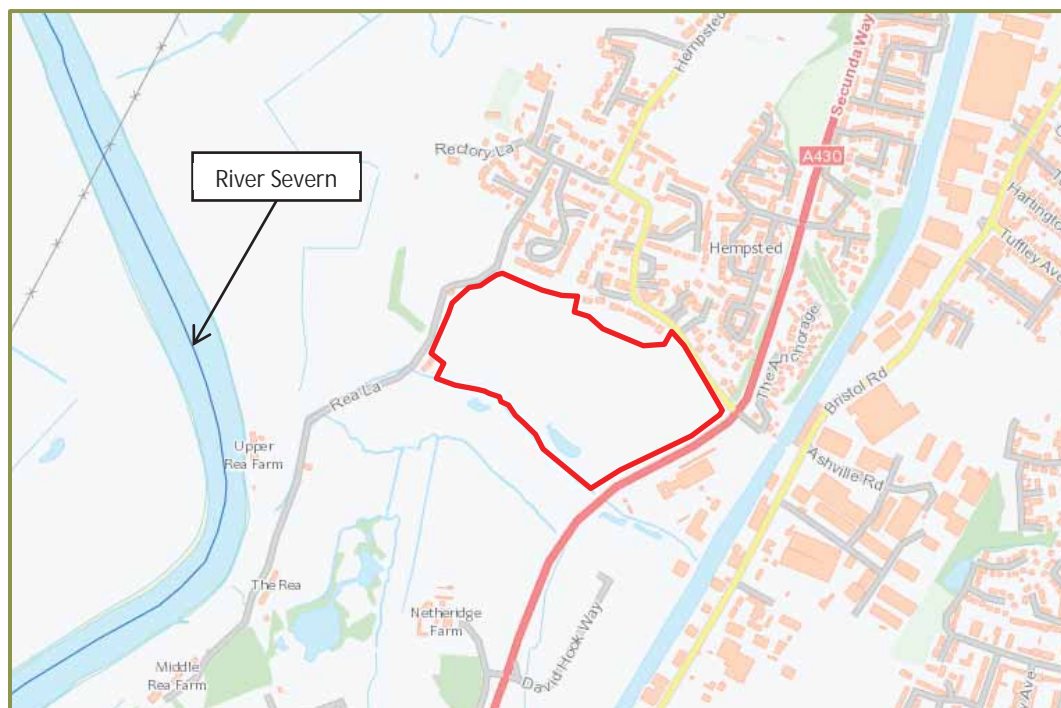 Hempsted
Secunda Way
Rectory La
A430
River Severn
Hempsted
Tuffley Ave
The Anchorage
Bristol Rd
Rea La
Upper
Rea Farm
Ashville Rd
The Rea
Netheridge
Farm
David Hook Way
Middle
Rea Farm